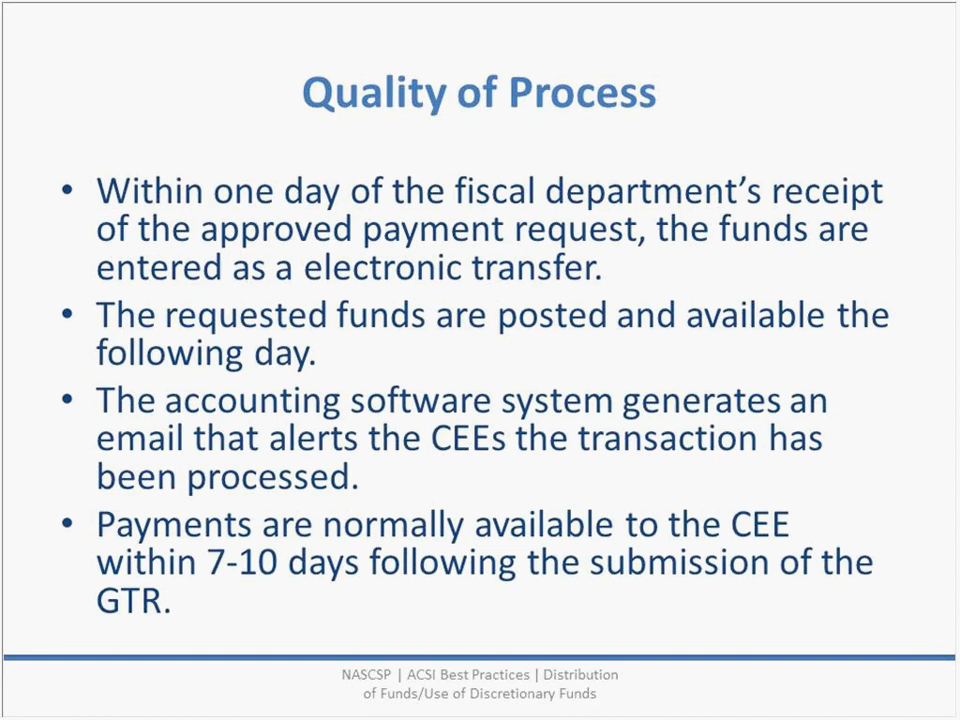 Quality of Process
• Within one day of the fiscal department’s receipt
of the approved payment request, the funds are
entered as a electronic transfer.
• The requested funds are posted and available the
following day.
• The accounting software system generates an
email that alerts the CEEs the transaction has
been processed.
• Payments are normally available to the CEE
within 7-10 days following the submission of the
GTR.
NASCSP | ACSI Best Practices | Distribution
of Funds/Use of Discretionary Funds